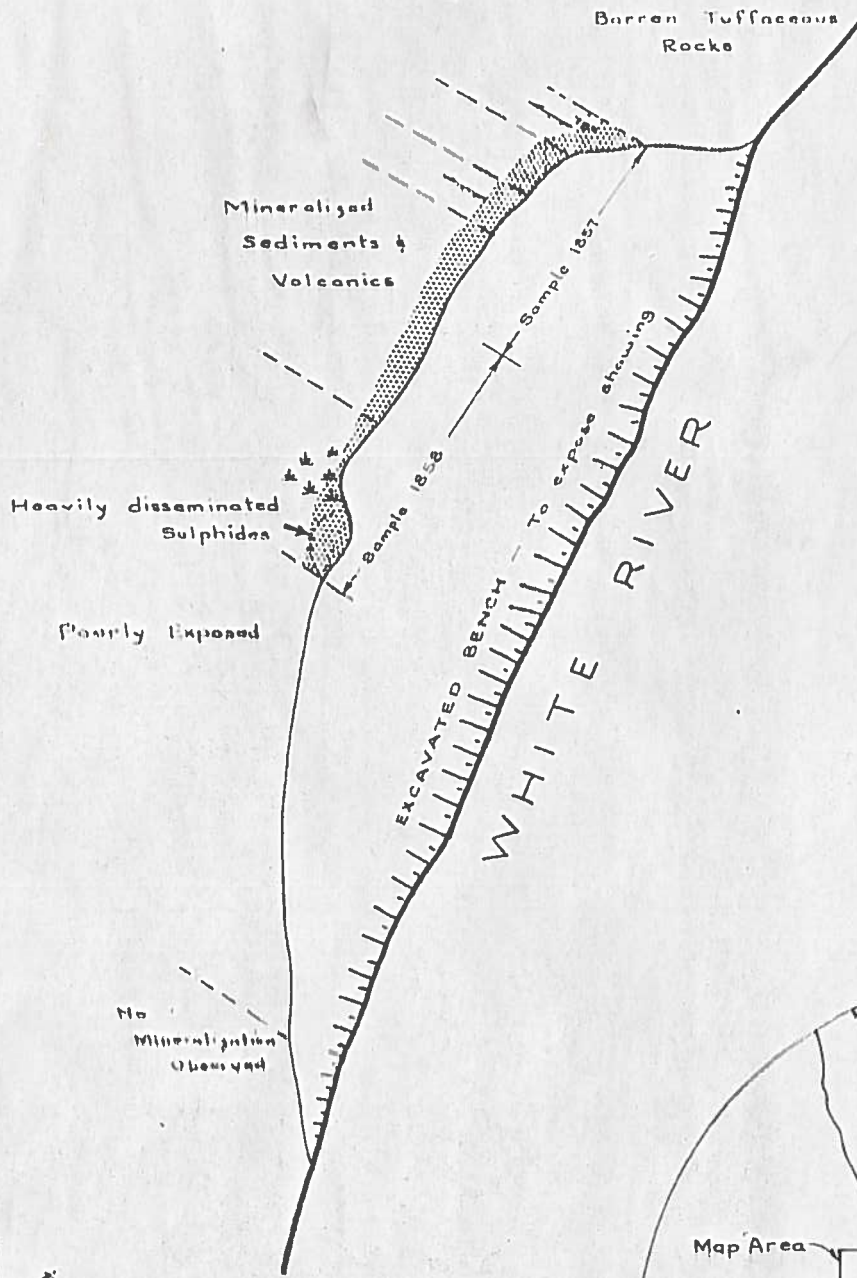 Barren Tuffaceous
Rocks
Mineralized
Sediments &
Volcanics
Sample 1857
Sample 1858
EXCAVATED BENCH - To expose showing
WHITE RIVER
Heavily disseminated
Sulphides
Poorly Exposed
No
Mineralization
Observed
Map Area